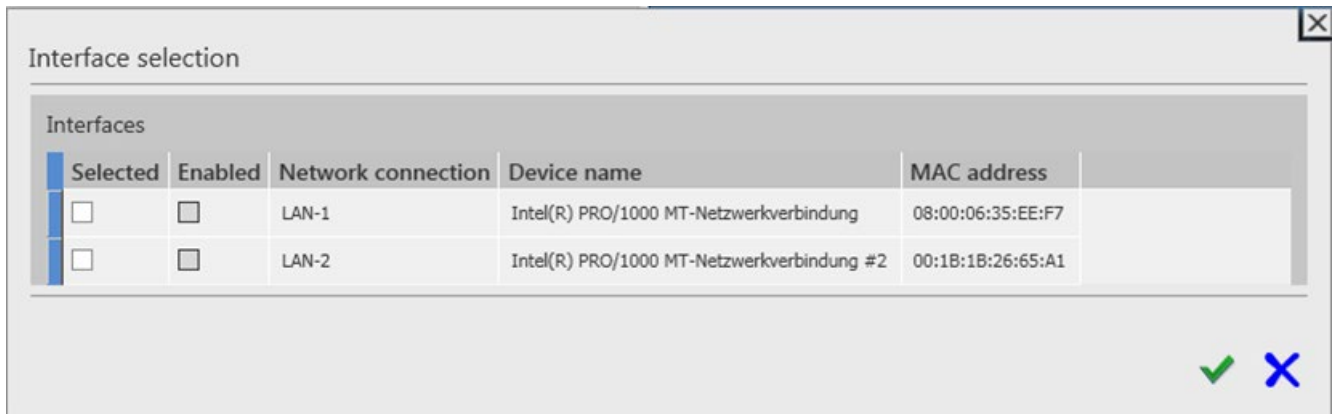 Interface selection
Interfaces
Selected Enabled Network connection Device name MAC address
LAN-1 Intel(R) PRO/1000 MT-Netzwerkverbindung 08:00:06:35:EE:F7
LAN-2 Intel(R) PRO/1000 MT-Netzwerkverbindung #2 00:1B:1B:26:65:A1